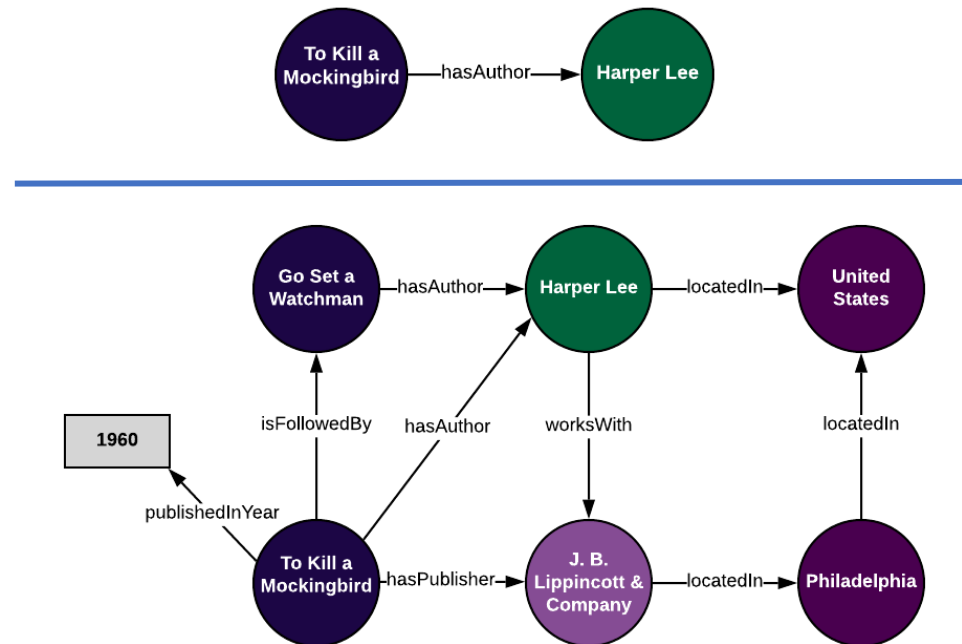 To Kill a
Mockingbird
hasAuthor
Harper Lee
Go Set a
Watchman
hasAuthor
Harper Lee
locatedIn
United
States
isFollowedBy
hasAuthor
worksWith
locatedIn
1960
publishedInYear
To Kill a
Mockingbird
hasPublisher
J. B.
Lippincott &
Company
locatedIn
Philadelphia